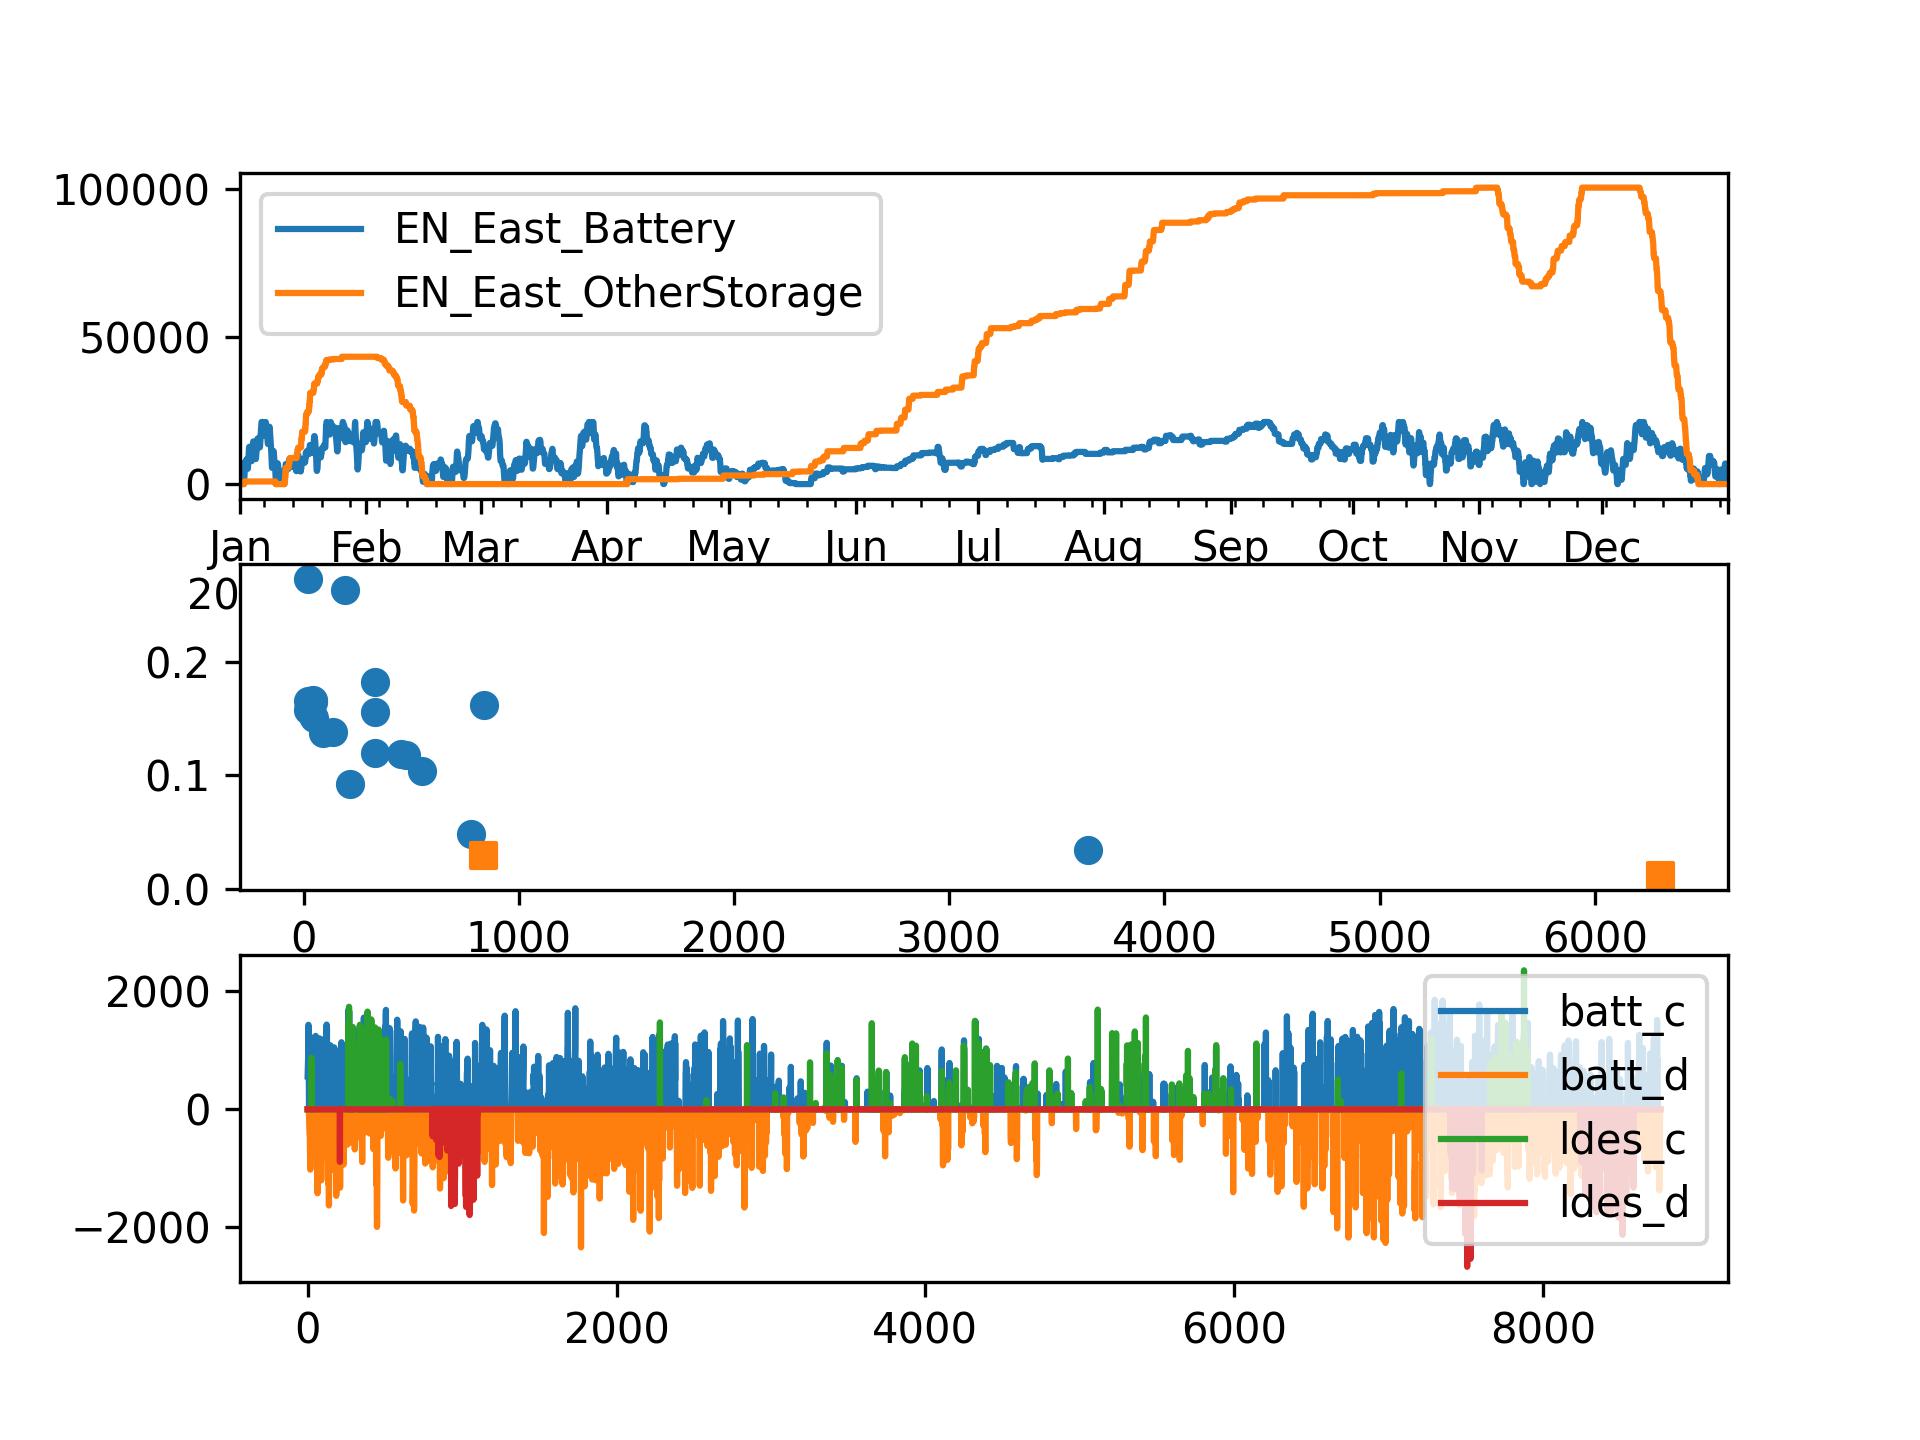 100000
50000
0
EN_East_Battery
EN_East_OtherStorage
Jan Feb Mar Apr May Jun Jul Aug Sep Oct Nov Dec
20
0.2
0.1
0.0
0 1000 2000 3000 4000 5000 6000
2000
0
−2000
batt_c
batt_d
ldes_c
ldes_d
0 2000 4000 6000 8000